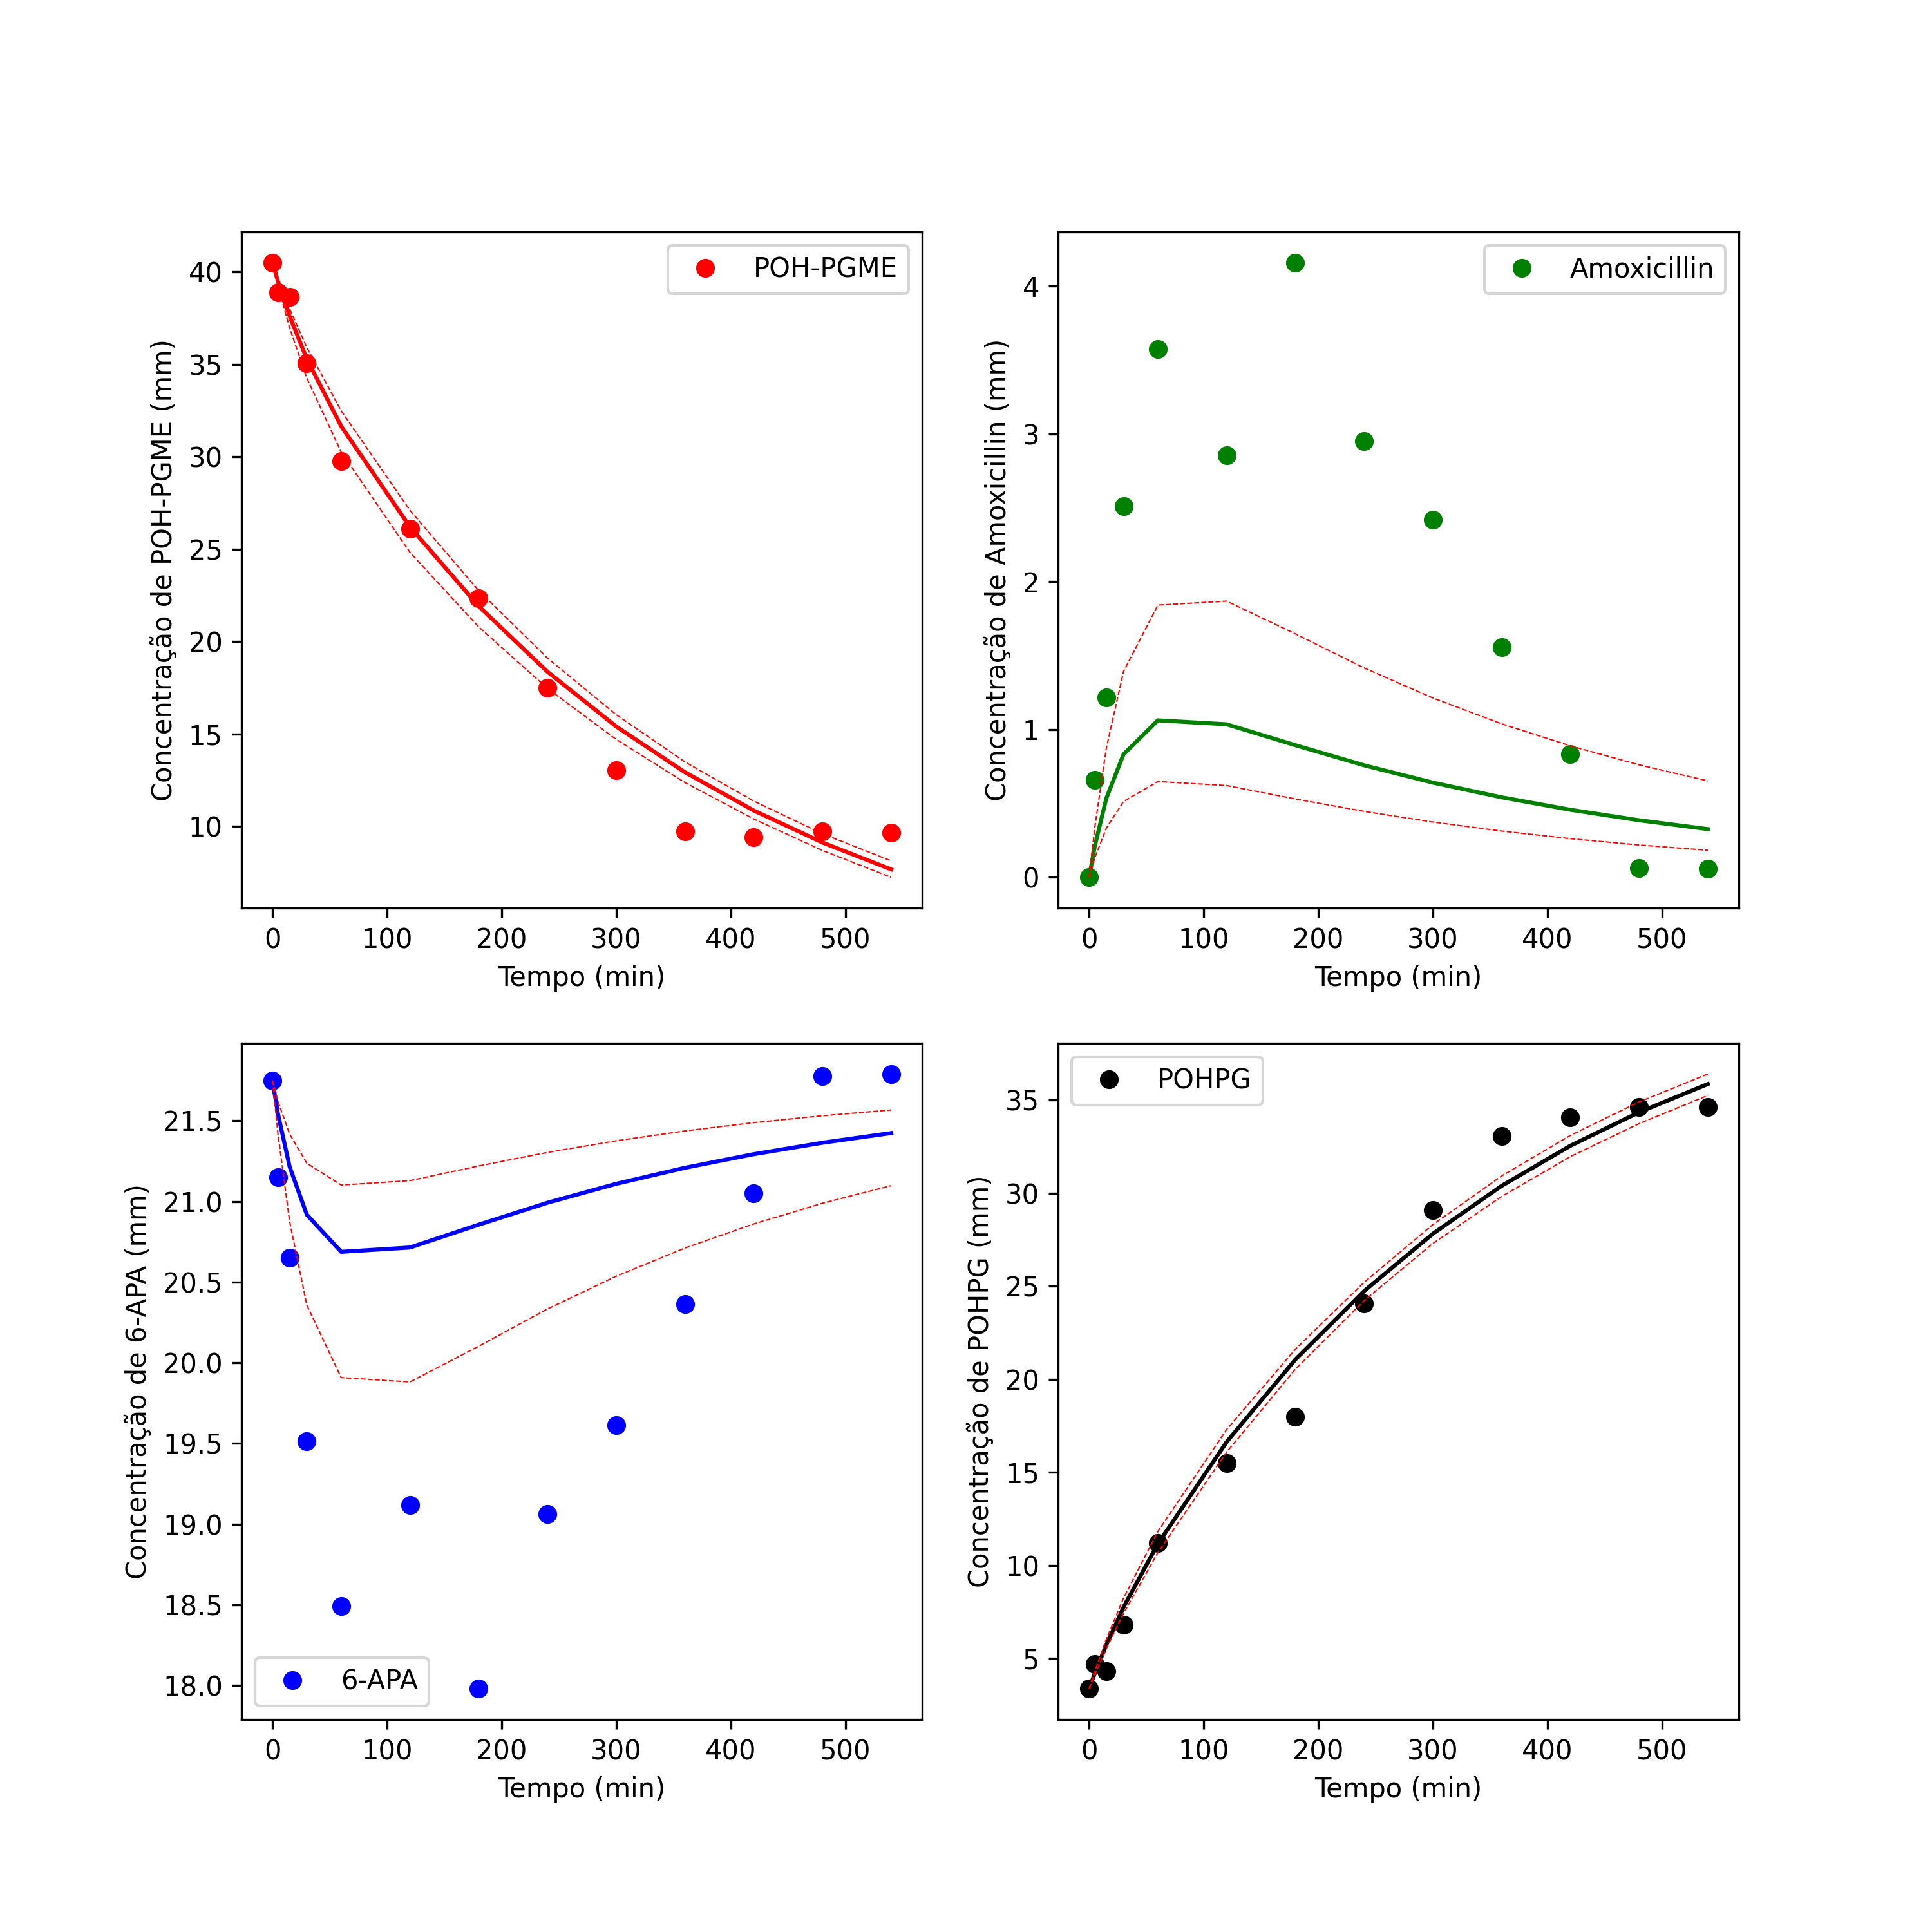 POH-PGME
Concentração de POH-PGME (mm)
40
35
30
25
20
15
10
0 100 200 300 400 500
Tempo (min)
Amoxicillin
Concentração de Amoxicillin (mm)
4
3
2
1
0
0 100 200 300 400 500
Tempo (min)
Concentração de 6-APA (mm)
21.5
21.0
20.5
20.0
19.5
19.0
18.5
18.0
6-APA
0 100 200 300 400 500
Tempo (min)
POHPG
Concentração de POHPG (mm)
35
30
25
20
15
10
5
0 100 200 300 400 500
Tempo (min)